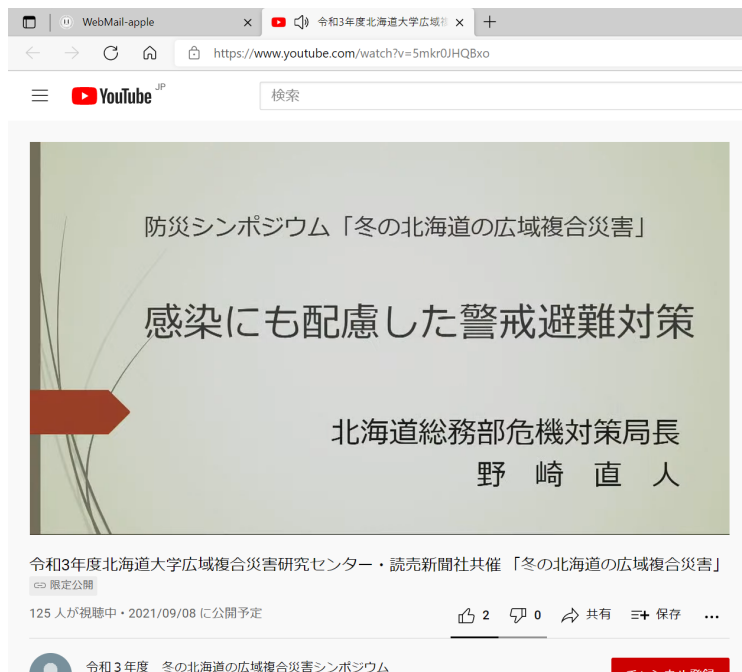 WebMail-apple
令和3年度北海道大学広域複
https://www.youtube.com/watch?v=5mkr0JHQBxo
YouTube JP
検索
防災シンポジウム「冬の北海道の広域複合災害」
感染にも配慮した警戒避難対策
北海道総務部危機対策局長
野 崎 直 人
令和3年度北海道大学広域複合災害研究センター・読売新聞社共催 「冬の北海道の広域複合災害」
限定公開
125 人が視聴中・2021/09/08 に公開予定
2 0 共有 保存 ...
令和３年度　冬の北海道の広域複合災害シンポジウム
チャンネル登録